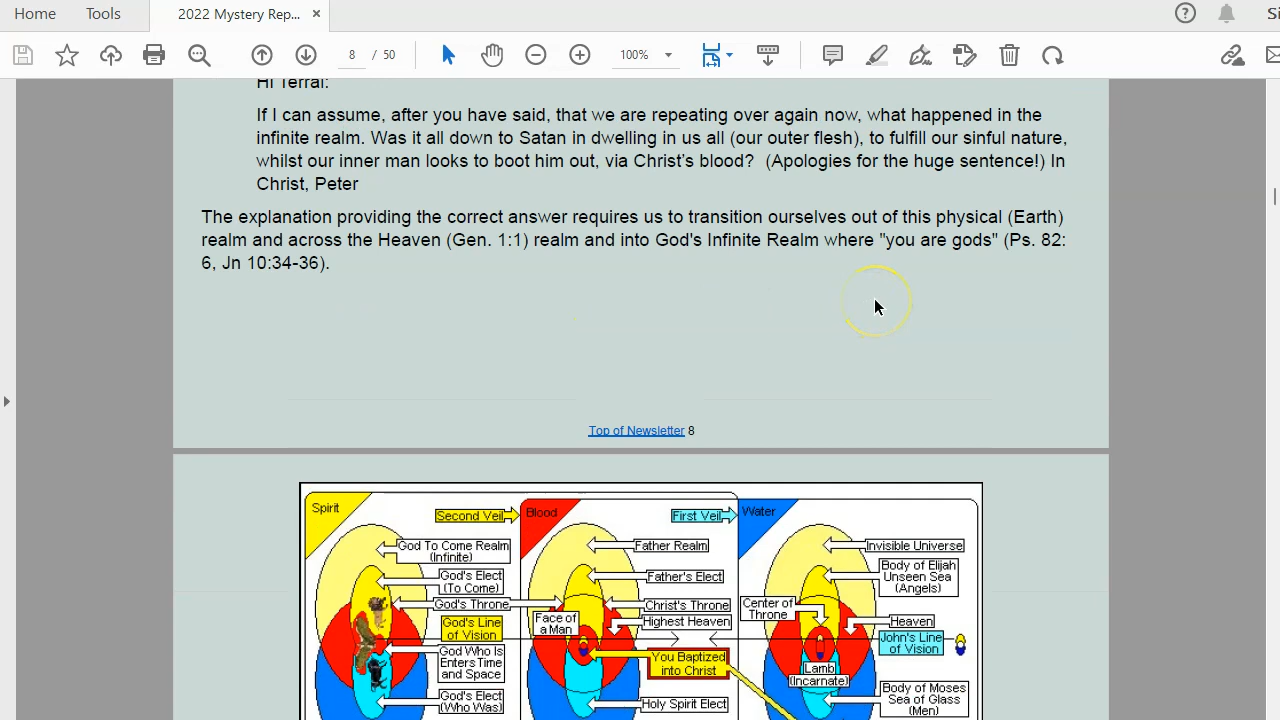 Home Tools 2022 Mystery Rep... × ? Si
8 / 50 100%
Hi Terral:
If I can assume, after you have said, that we are repeating over again now, what happened in the
infinite realm. Was it all down to Satan in dwelling in us all (our outer flesh), to fulfill our sinful nature,
whilst our inner man looks to boot him out, via Christ's blood? (Apologies for the huge sentence!) In
Christ, Peter
The explanation providing the correct answer requires us to transition ourselves out of this physical (Earth)
realm and across the Heaven (Gen. 1:1) realm and into God's Infinite Realm where "you are gods" (Ps. 82:
6, Jn 10:34-36).
Top of Newsletter 8
Spirit
Second Veil
God To Come Realm
(Infinite)
God's Elect
(To Come)
God's Throne
God's Line
of Vision
God Who Is
Enters Time
and Space
God's Elect
(Who Was)
Blood
First Veil
Father Realm
Father's Elect
Christ's Throne
Face of
a Man
Highest Heaven
You Baptized
into Christ
Holy Spirit Elect
Water
Invisible Universe
Body of Elijah
Unseen Sea
(Angels)
Center of
Throne
Heaven
John's Line
of Vision
Lamb
(Incarnate)
Body of Moses
Sea of Glass
(Men)